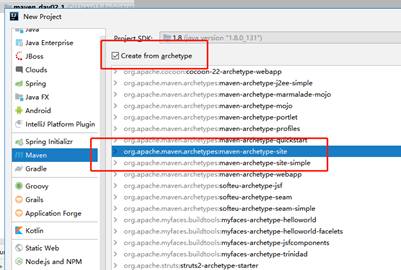 New Project
Java
Java Enterprise
JBoss
Clouds
Spring
Java FX
Android
IntelliJ Platform Plugin
Spring Initializr
Maven
Gradle
Groovy
Grails
Application Forge
Kotlin
Static Web
Node.js and NPM
Project SDK: 1.8 (java version "1.8.0_131")
Create from archetype
org.apache.cocoon:cocoon-22-archetype-webapp
org.apache.maven.archetypes:maven-archetype-j2ee-simple
org.apache.maven.archetypes:maven-archetype-marmalade-mojo
org.apache.maven.archetypes:maven-archetype-mojo
org.apache.maven.archetypes:maven-archetype-portlet
org.apache.maven.archetypes:maven-archetype-profiles
org.apache.maven.archetypes:maven-archetype-quickstart
org.apache.maven.archetypes:maven-archetype-site
org.apache.maven.archetypes:maven-archetype-site-simple
org.apache.maven.archetypes:maven-archetype-webapp
org.apache.maven.archetypes:softeu-archetype-jsf
org.apache.maven.archetypes:softeu-archetype-seam
org.apache.maven.archetypes:softeu-archetype-seam-simple
org.apache.myfaces.buildtools:myfaces-archetype-helloworld
org.apache.myfaces.buildtools:myfaces-archetype-helloworld-facelets
org.apache.myfaces.buildtools:myfaces-archetype-jsfcomponents
org.apache.myfaces.buildtools:myfaces-archetype-trinidad
org.apache.struts:struts2-archetype-starter